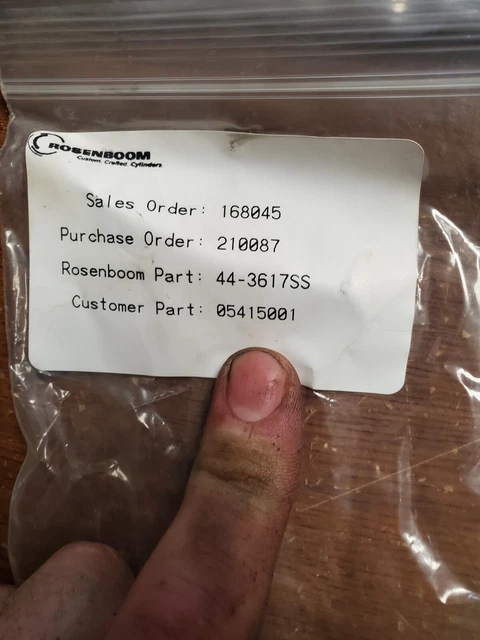 ROSENBOOM
Custom. Crafted. Cylinders.
Sales Order: 168045
Purchase Order: 210087
Rosenboom Part: 44-3617SS
Customer Part: 05415001